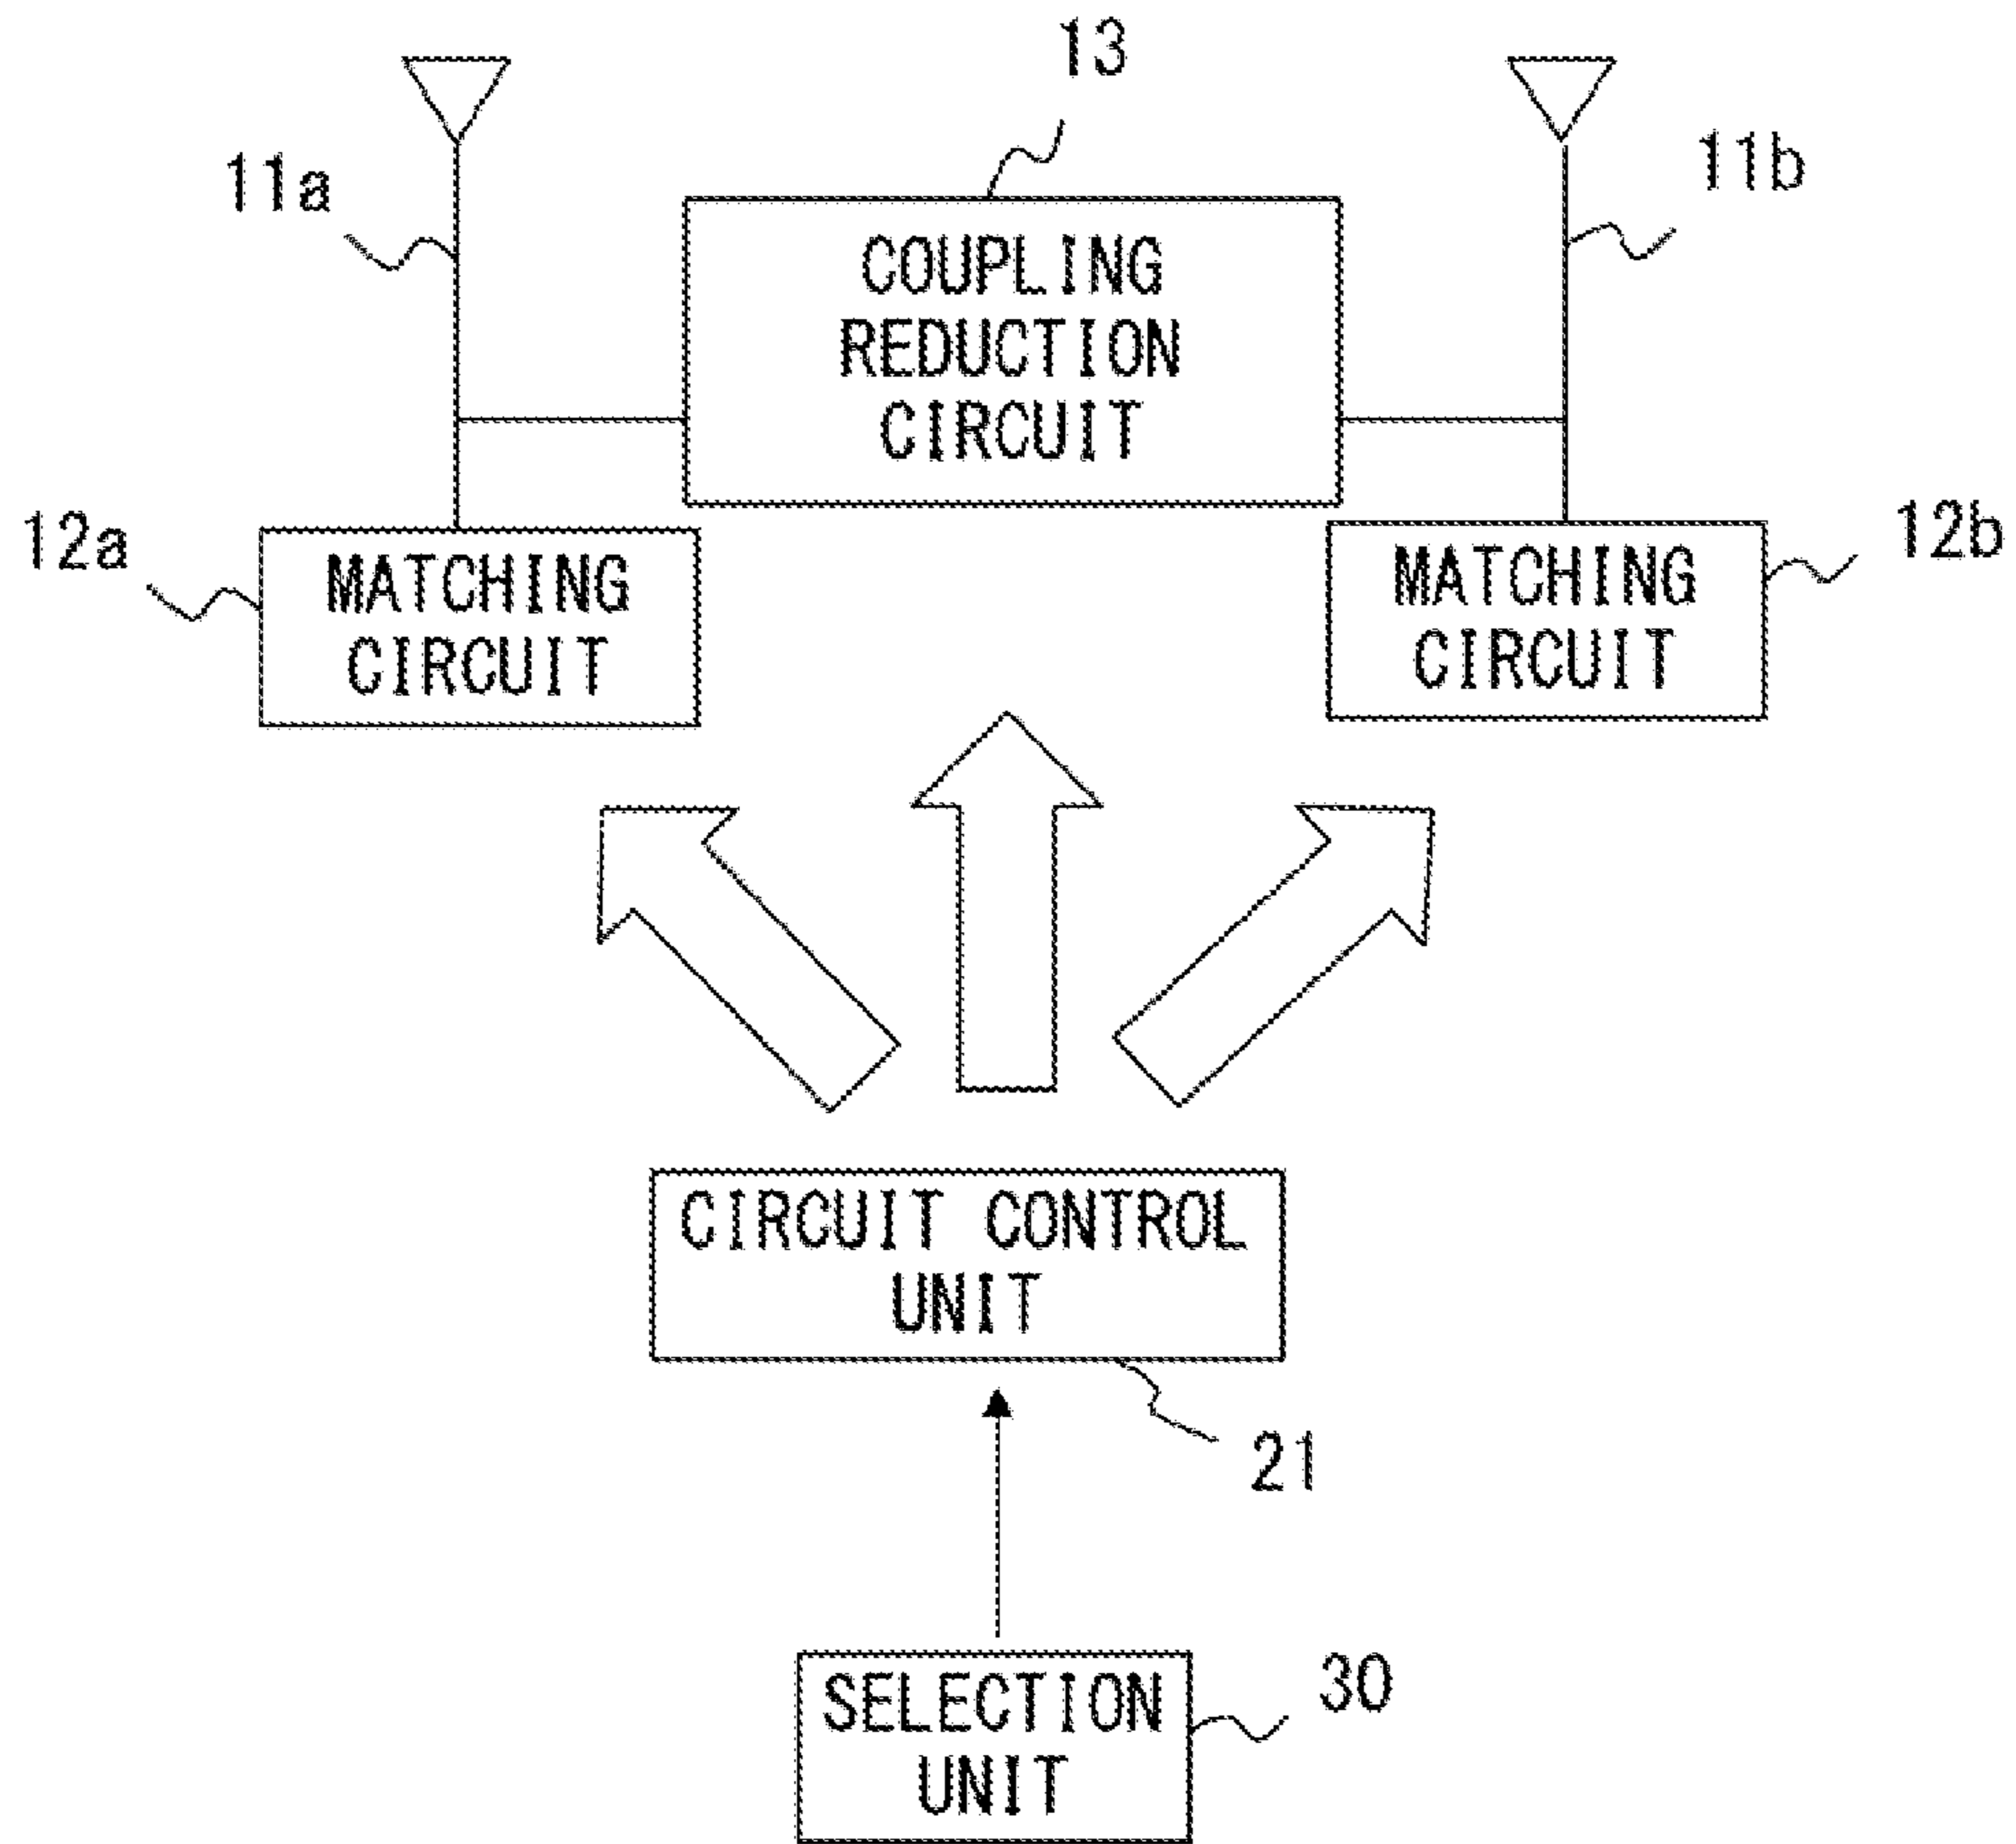 13
11a
11b
COUPLING
REDUCTION
CIRCUIT
12a
MATCHING
CIRCUIT
12b
MATCHING
CIRCUIT
CIRCUIT CONTROL
UNIT
21
SELECTION
UNIT
30